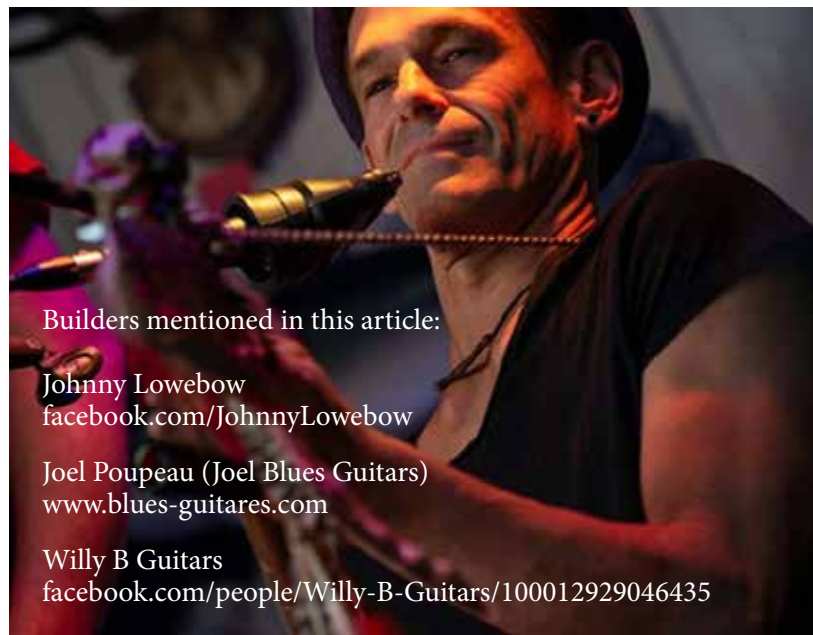 Builders mentioned in this article:
Johnny Lowebow
facebook.com/JohnnyLowebow
Joel Poupeau (Joel Blues Guitars)
www.blues-guitares.com
Willy B Guitars
facebook.com/people/Willy-B-Guitars/100012929046435